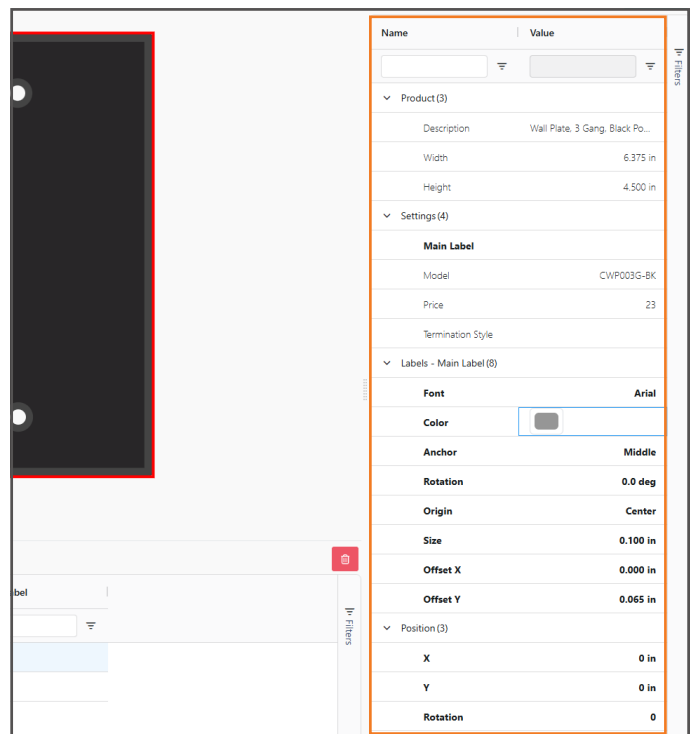 Name Value
Filters
Product (3)
Description Wall Plate, 3 Gang, Black Po...
Width 6.375 in
Height 4.500 in
Settings (4)
Main Label
Model CWP003G-BK
Price 23
Termination Style
Labels - Main Label (8)
Font Arial
Color
Anchor Middle
Rotation 0.0 deg
Origin Center
Size 0.100 in
Offset X 0.000 in
Offset Y 0.065 in
Position (3)
X 0 in
Y 0 in
Rotation 0
bel
Filters